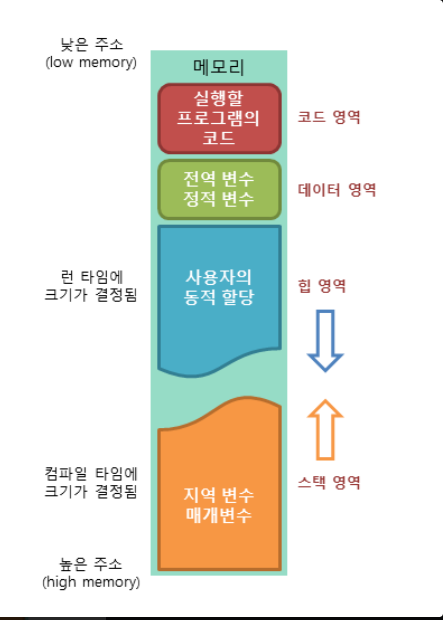 낮은 주소
(low memory)
메모리
실행할
프로그램의
코드
코드 영역
전역 변수
정적 변수
데이터 영역
런 타임에
크기가 결정됨
사용자의
동적 할당
힙 영역
컴파일 타임에
크기가 결정됨
지역 변수
매개변수
스택 영역
높은 주소
(high memory)